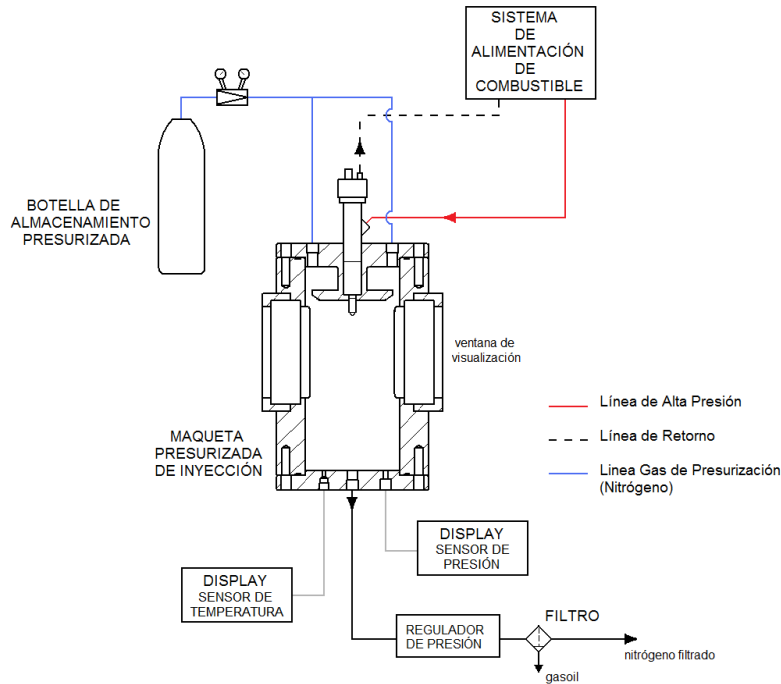 SISTEMA
DE
ALIMENTACIÓN
DE
COMBUSTIBLE
BOTELLA DE
ALMACENAMIENTO
PRESURIZADA
ventana de
visualización
MAQUETA
PRESURIZADA
DE INYECCIÓN
Línea de Alta Presión
Línea de Retorno
Linea Gas de Presurización
(Nitrógeno)
DISPLAY
SENSOR DE
PRESIÓN
DISPLAY
SENSOR DE
TEMPERATURA
REGULADOR
DE PRESIÓN
FILTRO
nitrógeno filtrado
gasoil